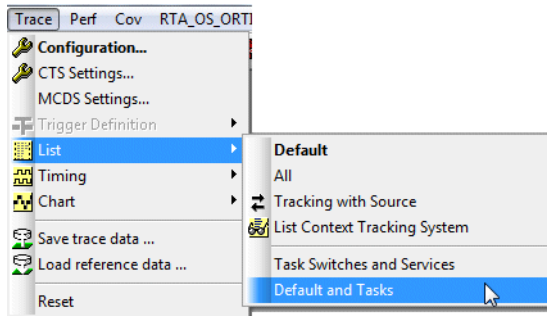 Trace Perf Cov RTA_OS_ORTI
Configuration...
CTS Settings...
MCDS Settings...
Trigger Definition
List
Timing
Chart
Save trace data ...
Load reference data ...
Reset
Default
All
Tracking with Source
List Context Tracking System
Task Switches and Services
Default and Tasks